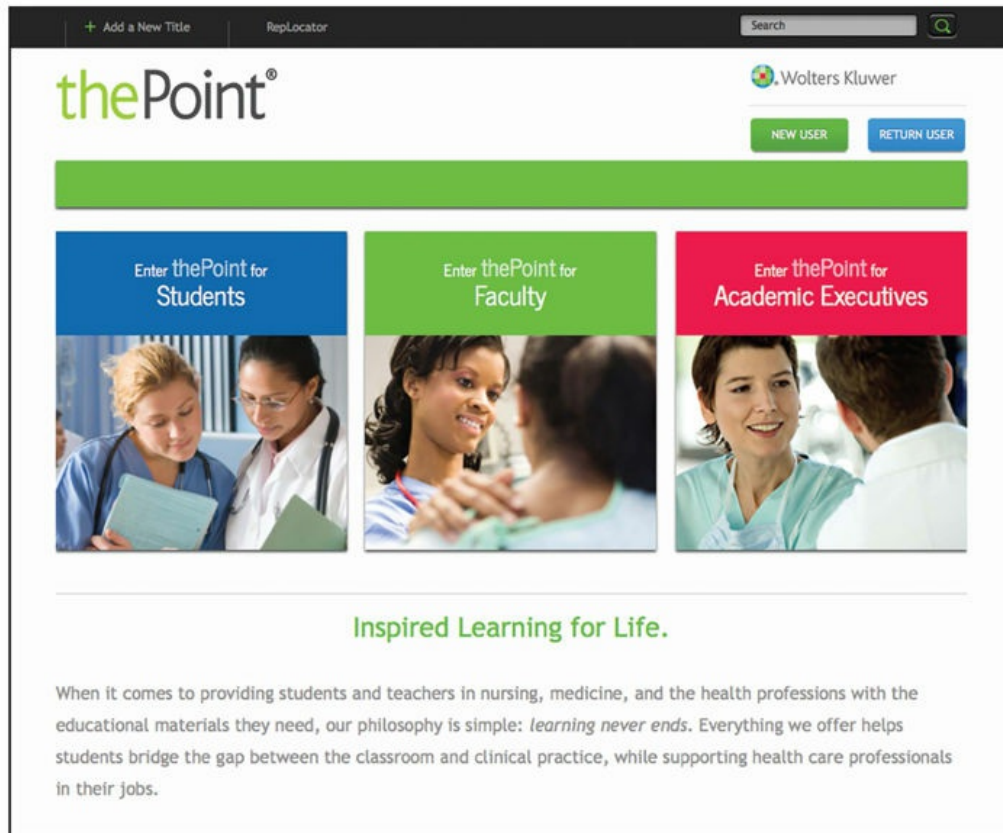 + Add a New Title
RepLocator
Search
thePoint®
Wolters Kluwer
NEW USER
RETURN USER
Enter thePoint for
Students
Enter thePoint for
Faculty
Enter thePoint for
Academic Executives
Inspired Learning for Life.
When it comes to providing students and teachers in nursing, medicine, and the health professions with the
educational materials they need, our philosophy is simple: learning never ends. Everything we offer helps
students bridge the gap between the classroom and clinical practice, while supporting health care professionals
in their jobs.